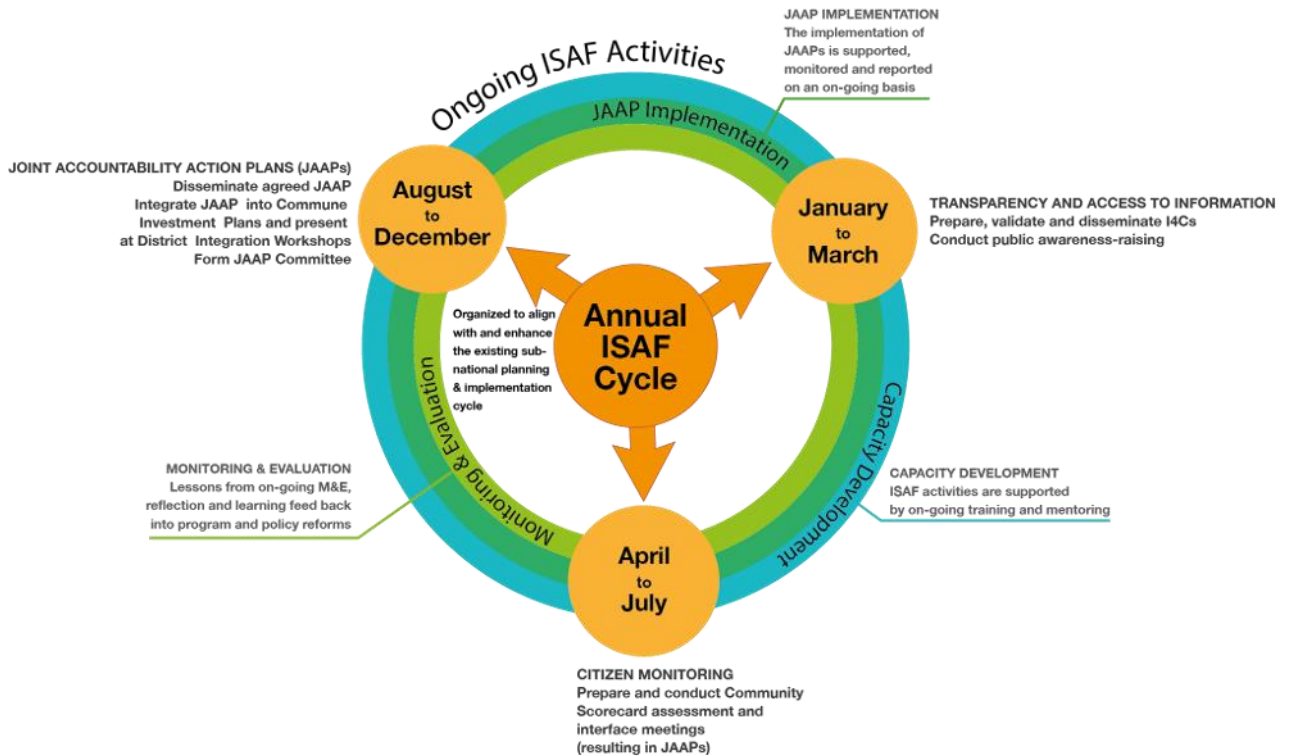 Ongoing ISAF Activities
JAAP Implementation
JAAP IMPLEMENTATION
The implementation of
JAAPs is supported,
monitored and reported
on an on-going basis
JOINT ACCOUNTABILITY ACTION PLANS (JAAPs)
Disseminate agreed JAAP
Integrate JAAP into Commune
Investment Plans and present
at District Integration Workshops
Form JAAP Committee
August
to
December
January
to
March
TRANSPARENCY AND ACCESS TO INFORMATION
Prepare, validate and disseminate I4Cs
Conduct public awareness-raising
Organized to align
with and enhance
the existing sub-
national planning
& implementation
cycle
Annual
ISAF
Cycle
Monitoring & Evaluation
Capacity Development
MONITORING & EVALUATION
Lessons from on-going M&E,
reflection and learning feed back
into program and policy reforms
CAPACITY DEVELOPMENT
ISAF activities are supported
by on-going training and mentoring
April
to
July
CITIZEN MONITORING
Prepare and conduct Community
Scorecard assessment and
interface meetings
(resulting in JAAPs)